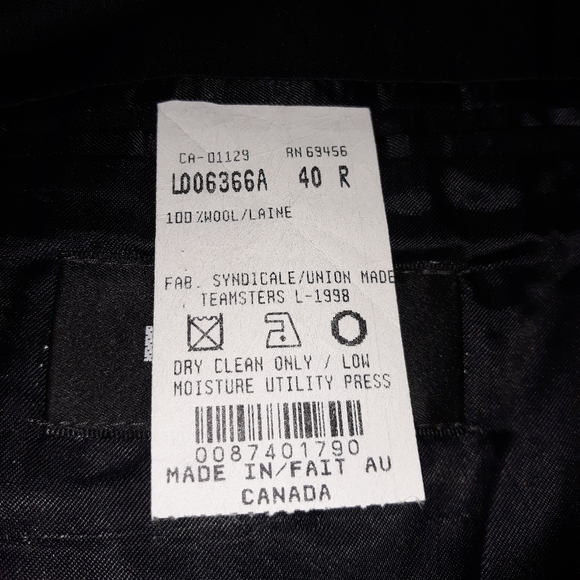 CA-01129 RN 69456
L006366A 40 R
100 %WOOL/LAINE
FAB. SYNDICALE/UNION MADE
TEAMSTERS L-1998
DRY CLEAN ONLY / LOW
MOISTURE UTILITY PRESS
0087401790
MADE IN/FAIT AU
CANADA